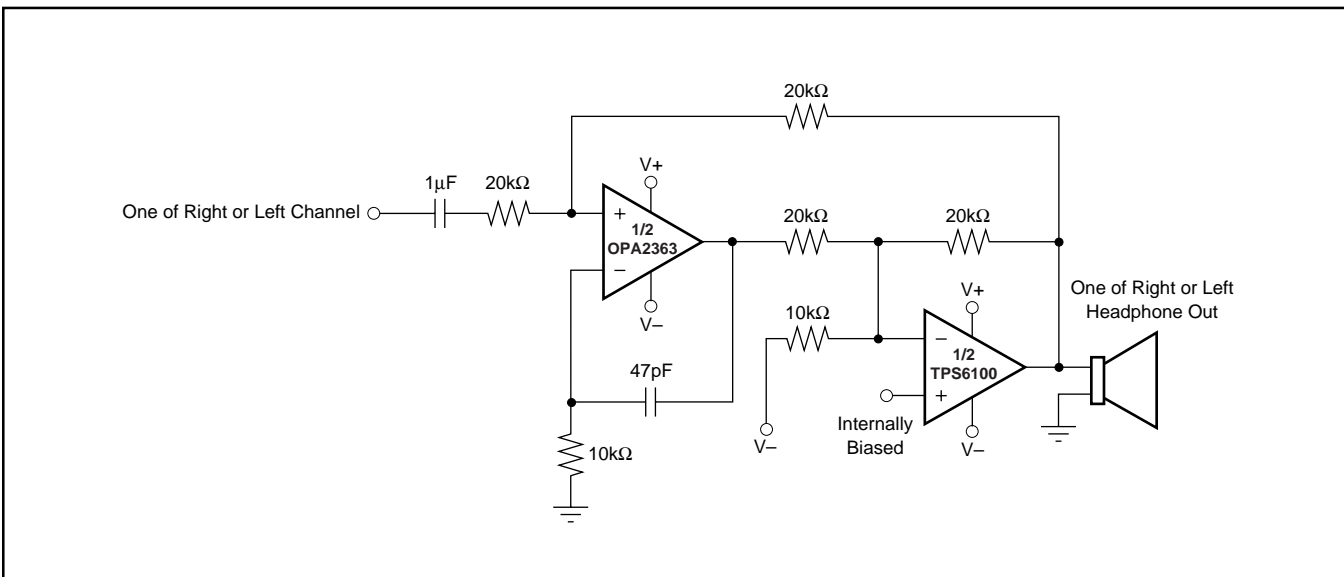 20kΩ
V+
1µF
20kΩ
One of Right or Left Channel
+
1/2
OPA2363
−
V–
20kΩ
20kΩ
One of Right or Left
Headphone Out
V+
10kΩ
−
1/2
TPS6100
+
47pF
Internally
Biased
V–
V–
10kΩ